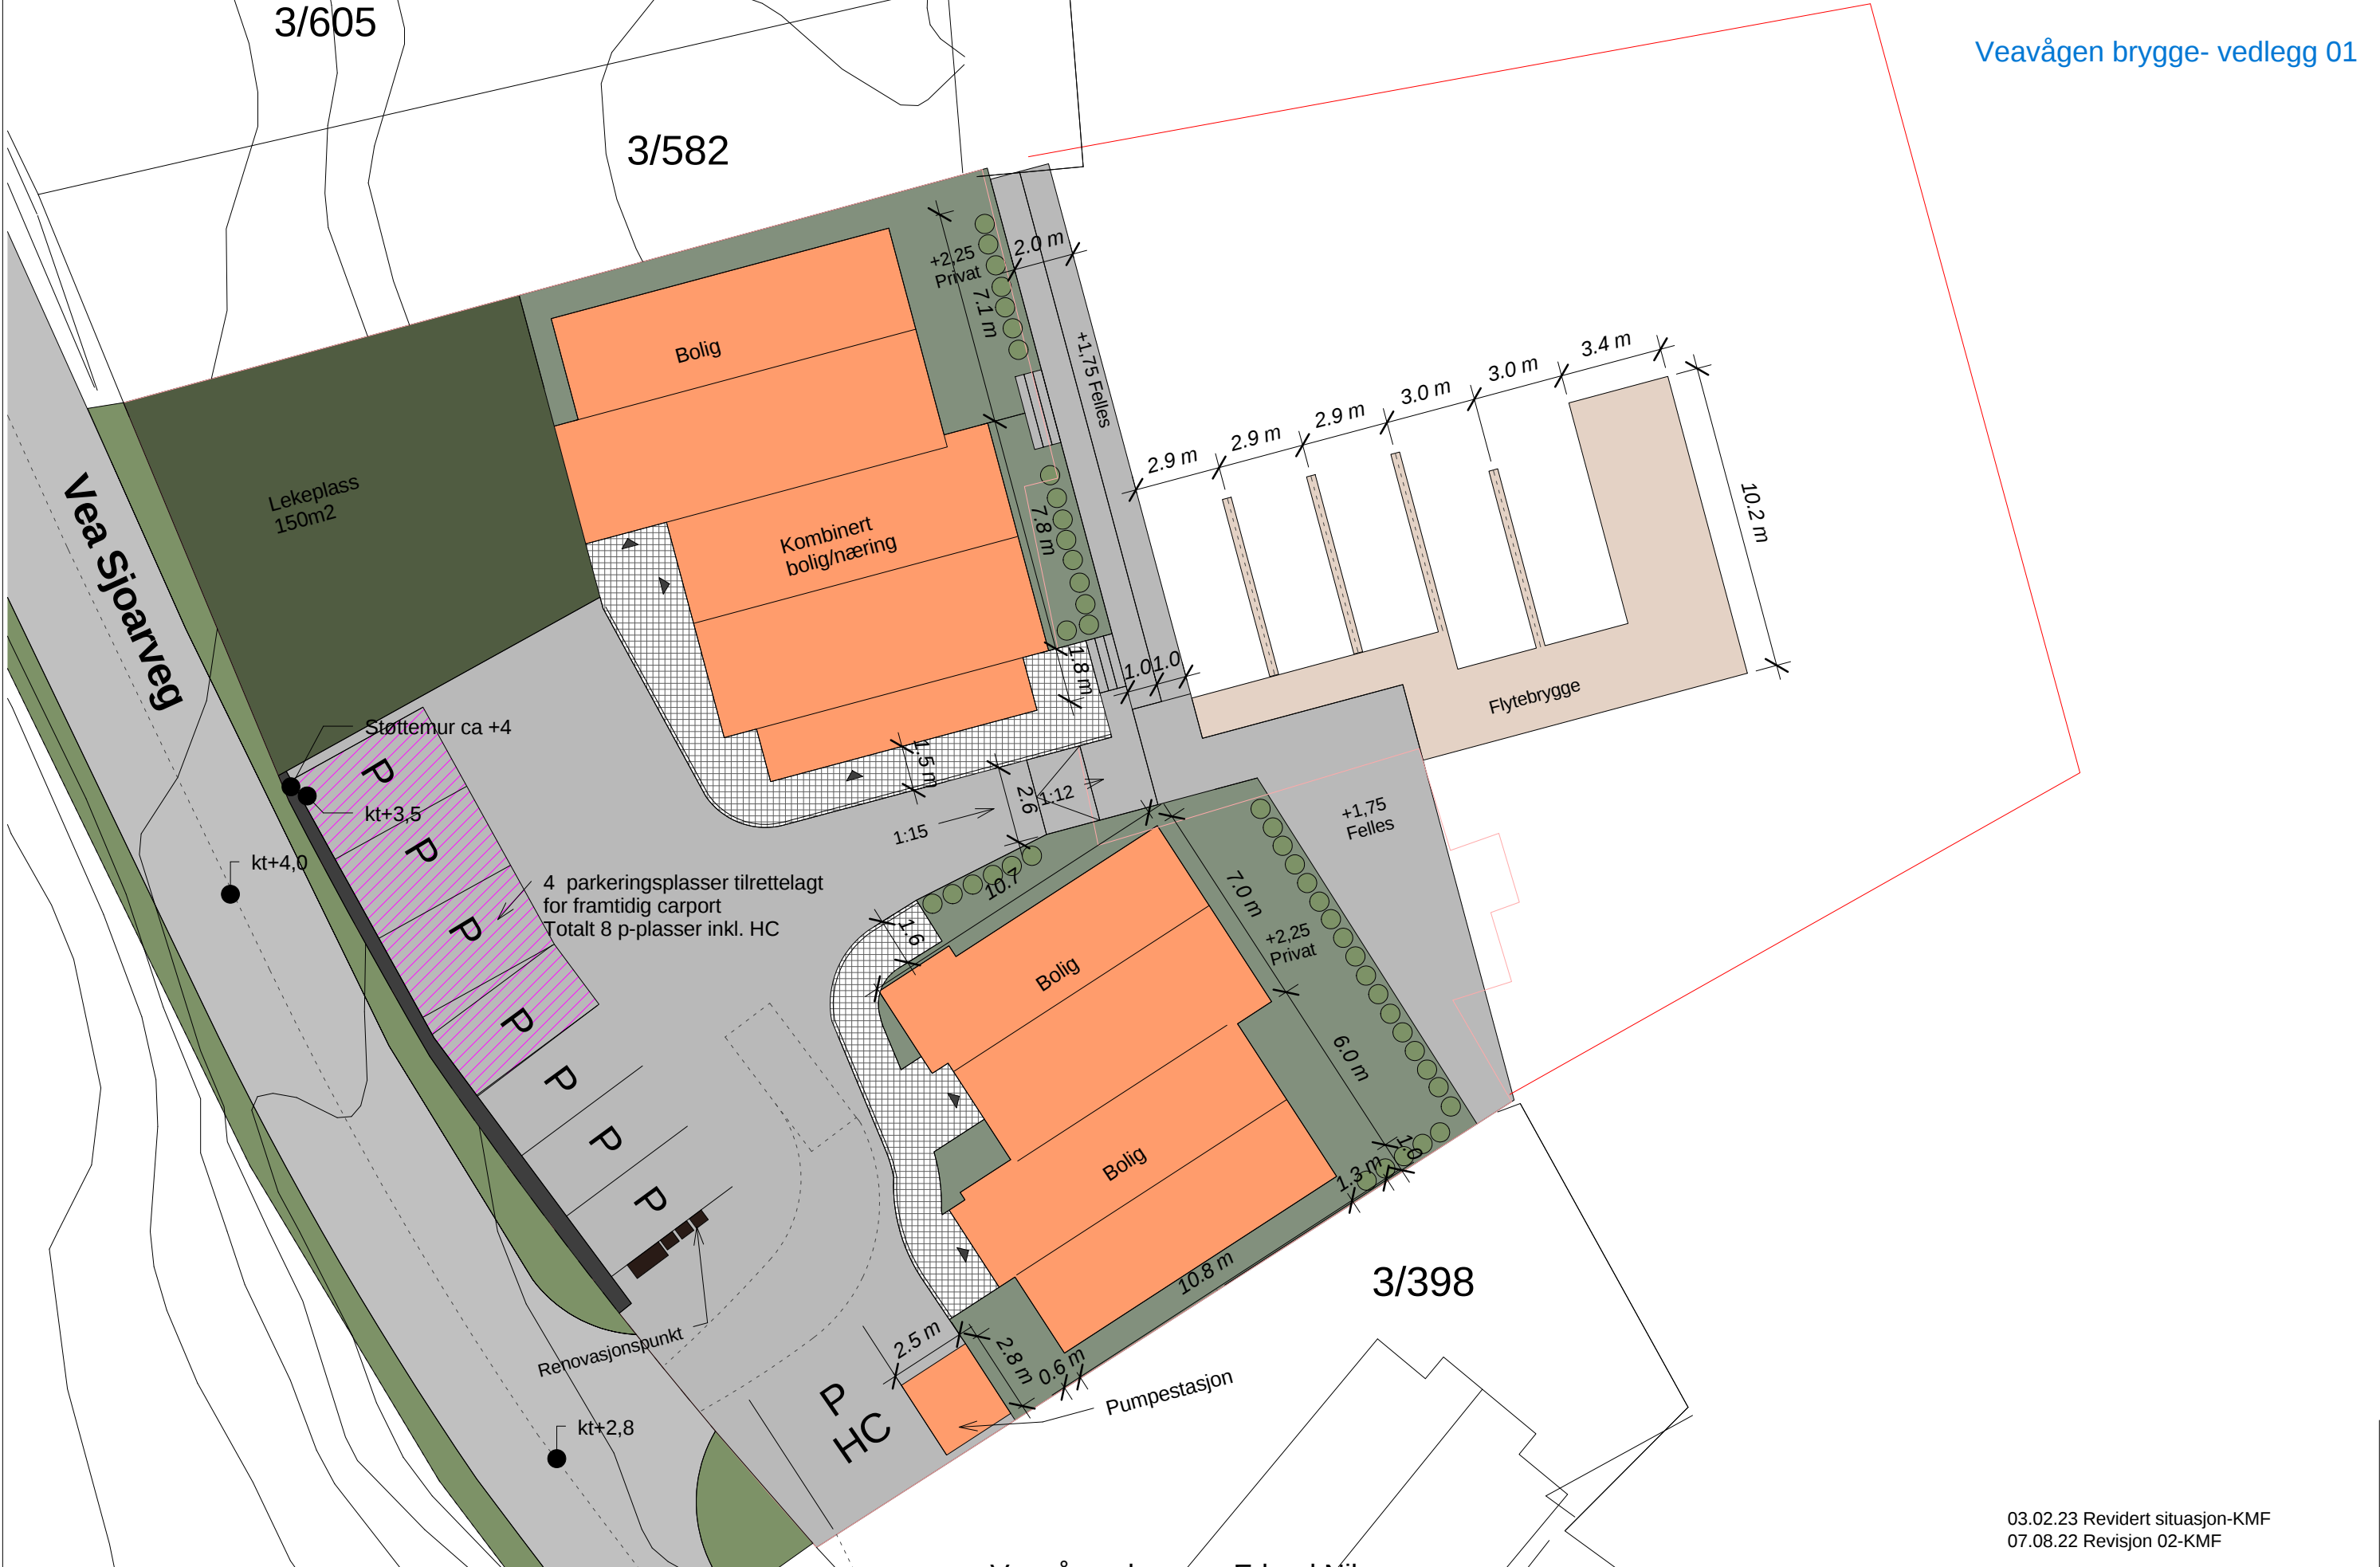 3/605
Veavågen brygge- vedlegg 01
3/582
+2,25
Privat
2.0 m
7.1 m
+1,75 Felles
Bolig
2.9 m
2.9 m
2.9 m
3.0 m
3.0 m
3.4 m
10.2 m
Lekeplass
150m2
Vea Sjoarveg
Kombinert
bolig/næring
7.8 m
1.8 m
1.0
1.0
Flytebrygge
Støttemur ca +4
kt+3,5
kt+4,0
P
P
P
P
P
P
P
1.5 m
2.6
1:12
1:15
+1,75
Felles
4 parkeringsplasser tilrettelagt
for framtidig carport
Totalt 8 p-plasser inkl. HC
10.7
1.6
7.0 m
+2,25
Privat
Bolig
6.0 m
Bolig
1.0
1.3 m
10.8 m
3/398
Renovasjonspunkt
2.5 m
2.8 m
0.6 m
Pumpestasjon
P
HC
kt+2,8
03.02.23 Revidert situasjon-KMF
07.08.22 Revisjon 02-KMF